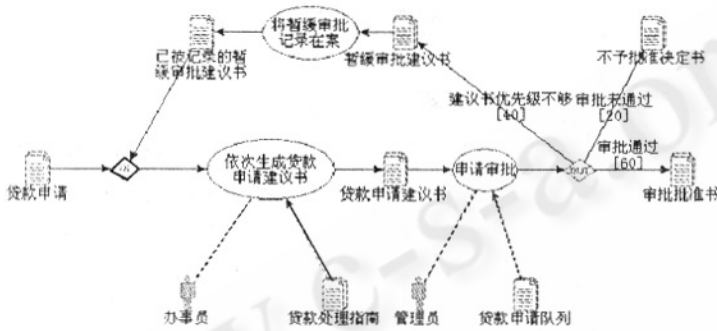 将暂缓审批
记录在案
已被记录的暂
缓审批建议书
暂缓审批建议书
不予批准决定书
建议书优先级不够
[40]
审批未通过
[20]
审批通过
[60]
贷款申请
依次生成贷款
申请建议书
贷款申请建议书
申请审批
审批批准书
办事员
贷款处理指南
管理员
贷款申请队列